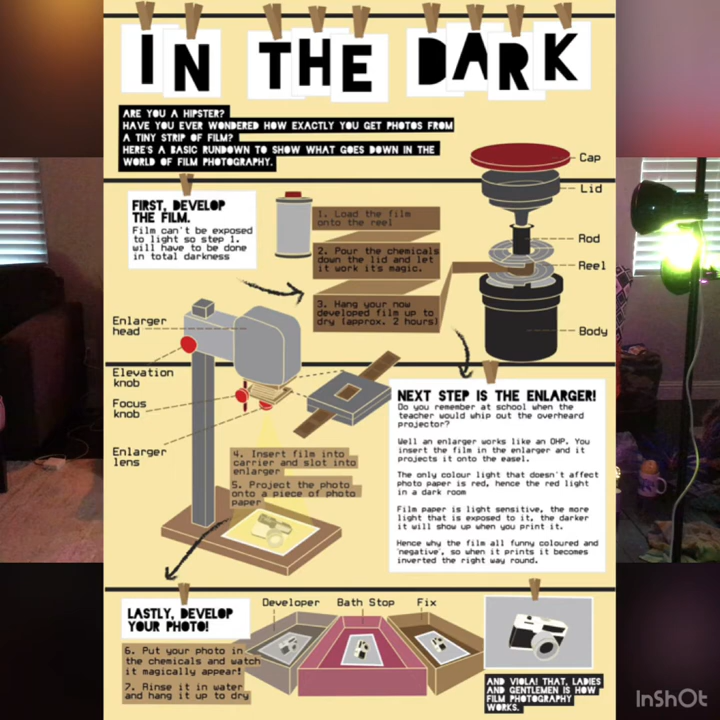 IN THE DARK
ARE YOU A HIPSTER?
HAVE YOU EVER WONDERED HOW EXACTLY YOU GET PHOTOS FROM
A TINY STRIP OF FILM?
HERE'S A BASIC RUNDOWN TO SHOW WHAT GOES DOWN IN THE
WORLD OF FILM PHOTOGRAPHY.
Cap
Lid
Rod
Reel
Body
FIRST, DEVELOP
THE FILM.
Film can't be exposed
to light so step 1.
will have to be done
in total darkness
1. Load the film
onto the reel
2. Pour the chemicals
down the lid and let
it work it's magic.
3. Hang your now
developed film up to
dry (approx. 2 hours)
Enlarger
head
Elevation
knob
Focus
knob
Enlarger
lens
4. Insert film into
carrier and slot into
enlarger
5. Project the photo
onto a piece of photo
paper
NEXT STEP IS THE ENLARGER!
Do you remember at school when the
teacher would whip out the overheard
projector?
Well an enlarger works like an OHP. You
insert the film in the enlarger and it
projects it onto the easel.
The only colour light that doesn't affect
photo paper is red, hence the red light
in a dark room
Film paper is light sensitive, the more
light that is exposed to it, the darker
it will show up when you print it.
Hence why the film all funny coloured and
'negative', so when it prints it becomes
inverted the right way round.
LASTLY, DEVELOP
YOUR PHOTO!
6. Put your photo in
the chemicals and watch
it magically appear!
7. Rinse it in water
and hang it up to dry
Developer
Bath Stop
Fix
AND VIOLA! THAT, LADIES
AND GENTLEMEN IS HOW
FILM PHOTOGRAPHY
WORKS.
InShOt